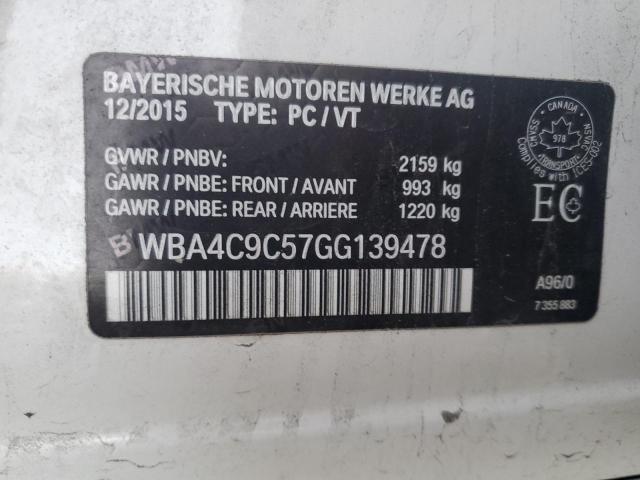 BAYERISCHE MOTOREN WERKE AG
12/2015 TYPE: PC/VT
GVWR/PNBV: 2159 kg
GAWR/PNBE: FRONT/AVANT 993 kg
GAWR/PNBE: REAR/ARRIERE 1220 kg
WBA4C9C57GG139478
CANADA
CMVSS
NSVAC
978
TRANSPORT
Complies with ICES-002
EC
A96/0
7 355 883